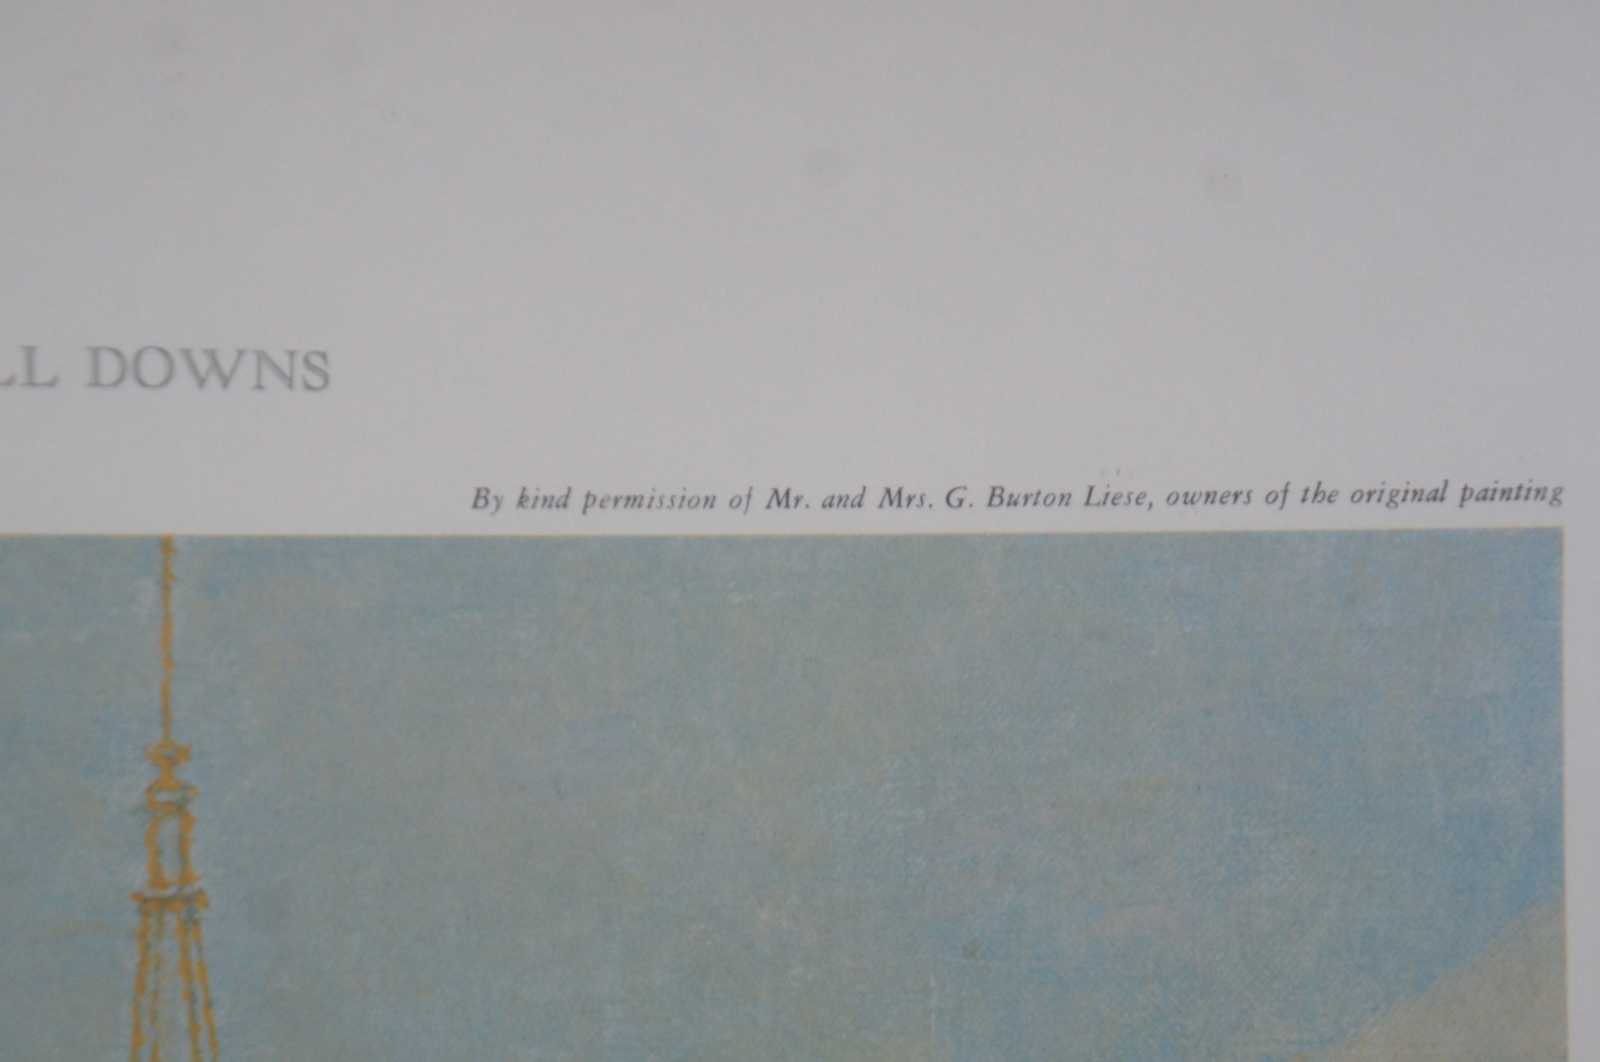 LL DOWNS
By kind permission of Mr. and Mrs. G. Burton Liese, owners of the original painting